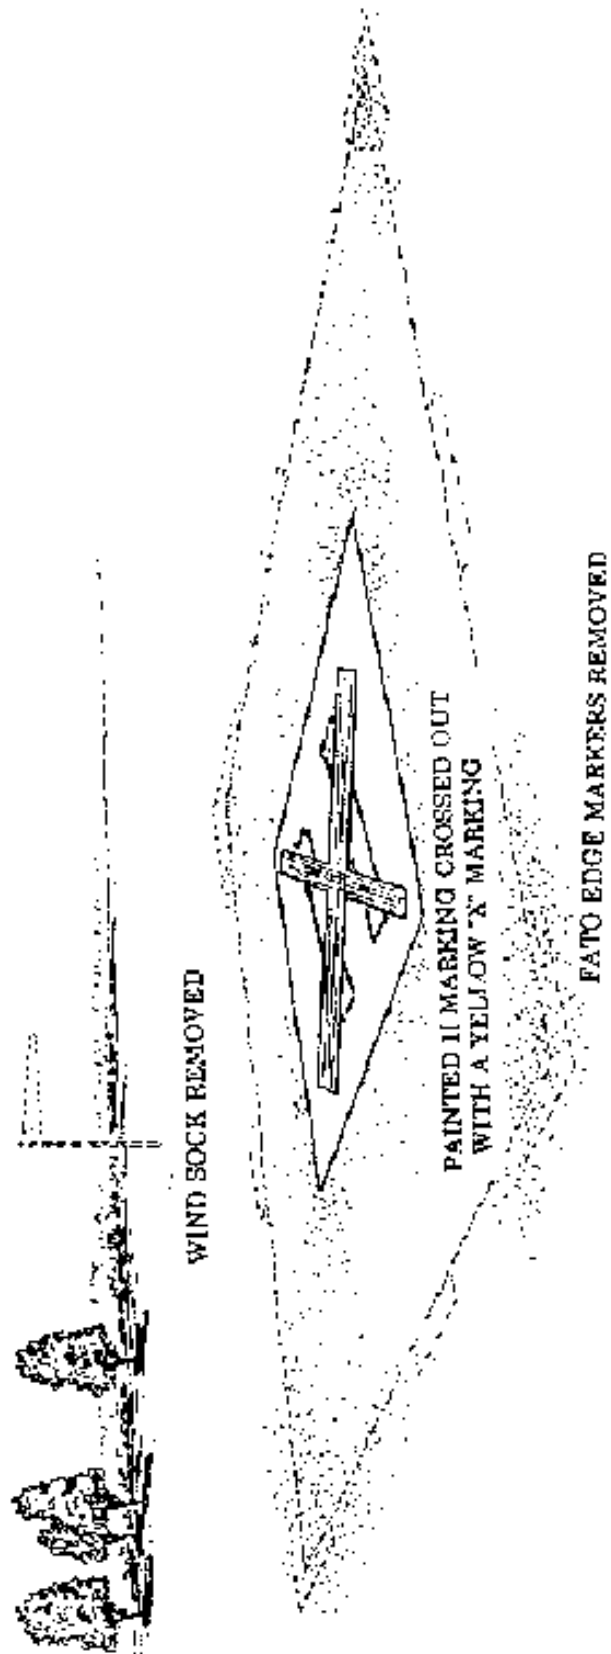 WIND SOCK REMOVED
PAINTED H MARKING CROSSED OUT
WITH A YELLOW "X" MARKING
FATO EDGE MARKERS REMOVED